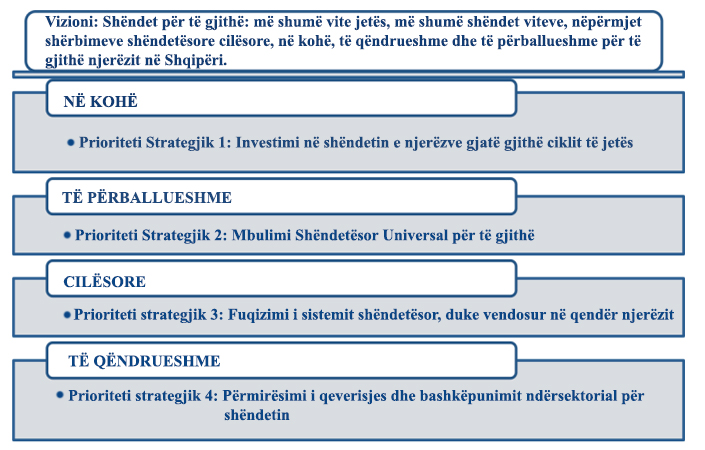 Vizioni: Shëndet për të gjithë: më shumë vite jetës, më shumë shëndet viteve, nëpërmjet
shërbimeve shëndetësore cilësore, në kohë, të qëndrueshme dhe të përballueshme për të
gjithë njerëzit në Shqipëri.
NË KOHË
• Prioriteti Strategjik 1: Investimi në shëndetin e njerëzve gjatë gjithë ciklit të jetës
TË PËRBALLUESHME
• Prioriteti Strategjik 2: Mbulimi Shëndetësor Universal për të gjithë
CILËSORE
• Prioriteti strategjik 3: Fuqizimi i sistemit shëndetësor, duke vendosur në qendër njerëzit
TË QËNDRUESHME
• Prioriteti strategjik 4: Përmirësimi i qeverisjes dhe bashkëpunimit ndërsektorial për
shëndetin